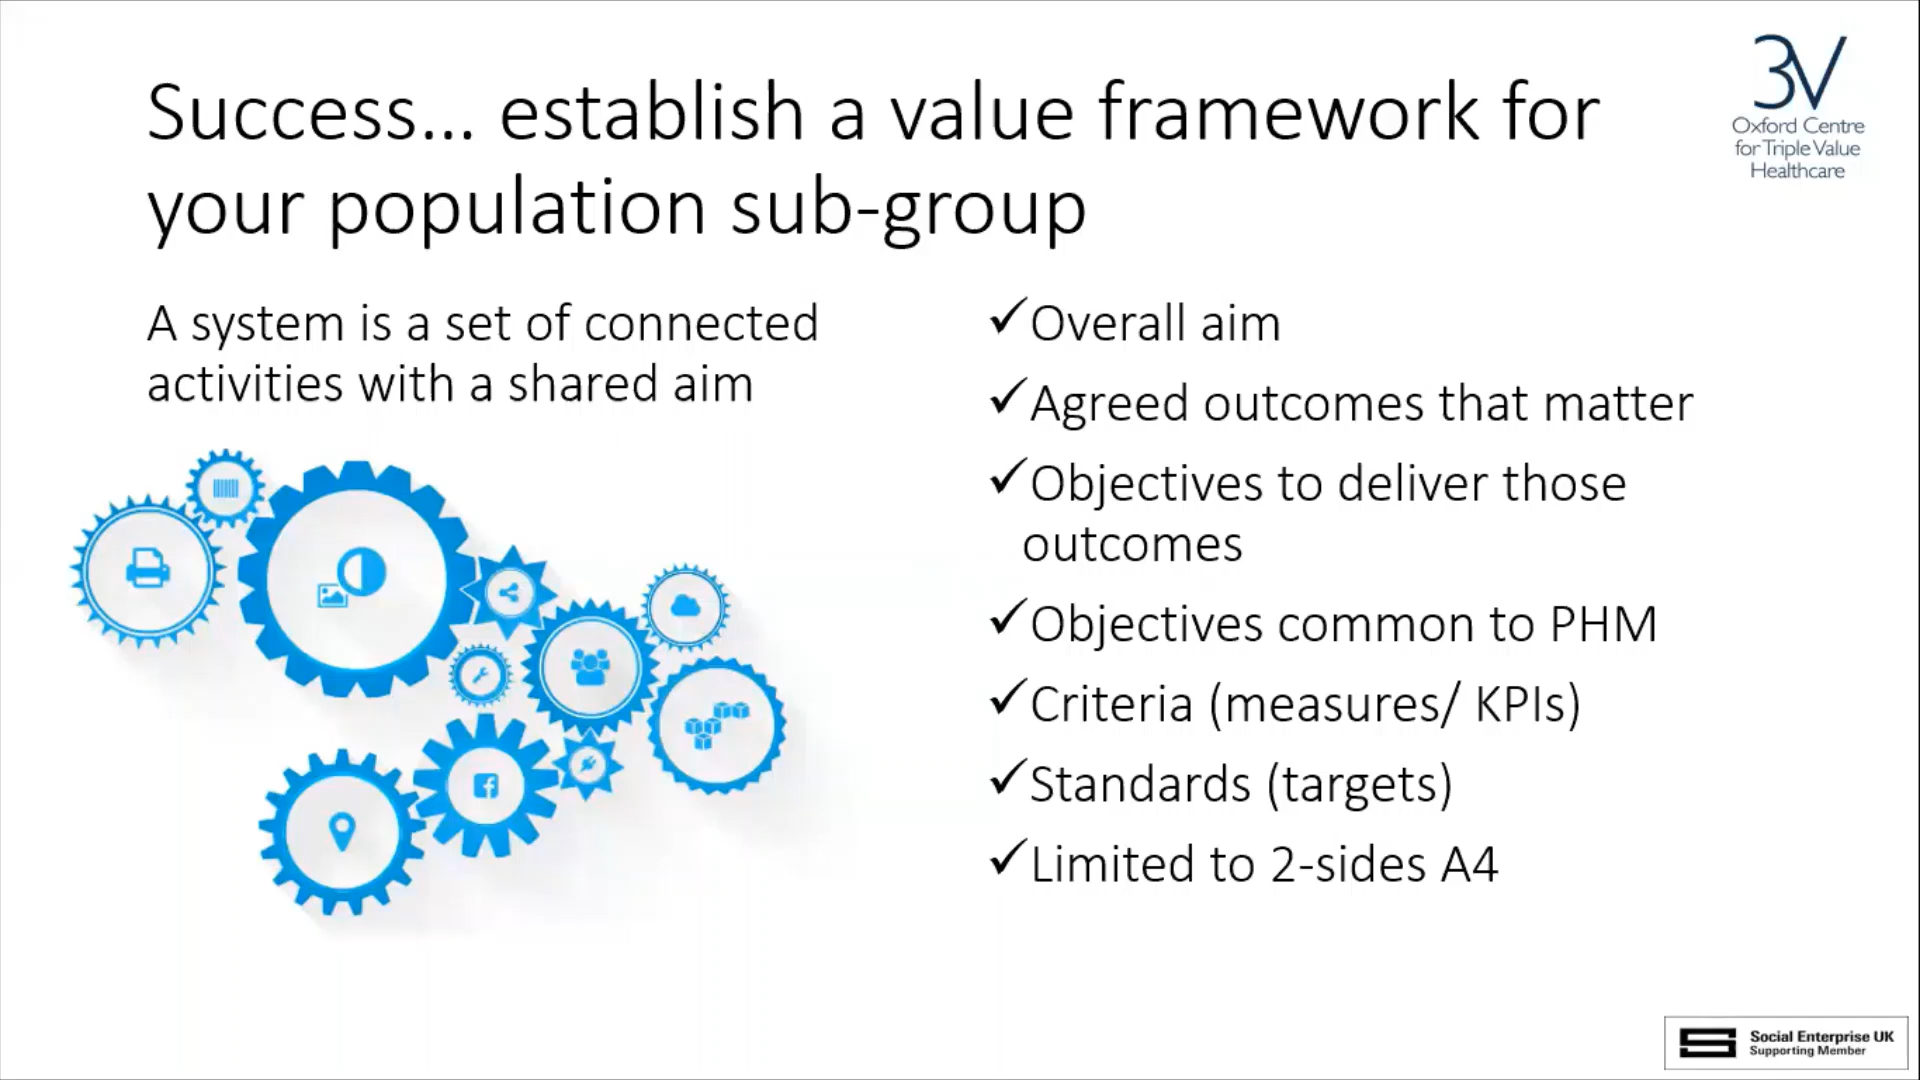 Success... establish a value framework for
your population sub-group
3V
Oxford Centre
for Triple Value
Healthcare
A system is a set of connected
activities with a shared aim
✓Overall aim
✓Agreed outcomes that matter
✓Objectives to deliver those
outcomes
✓Objectives common to PHM
✓Criteria (measures/ KPIs)
✓Standards (targets)
✓Limited to 2-sides A4
Social Enterprise UK
Supporting Member